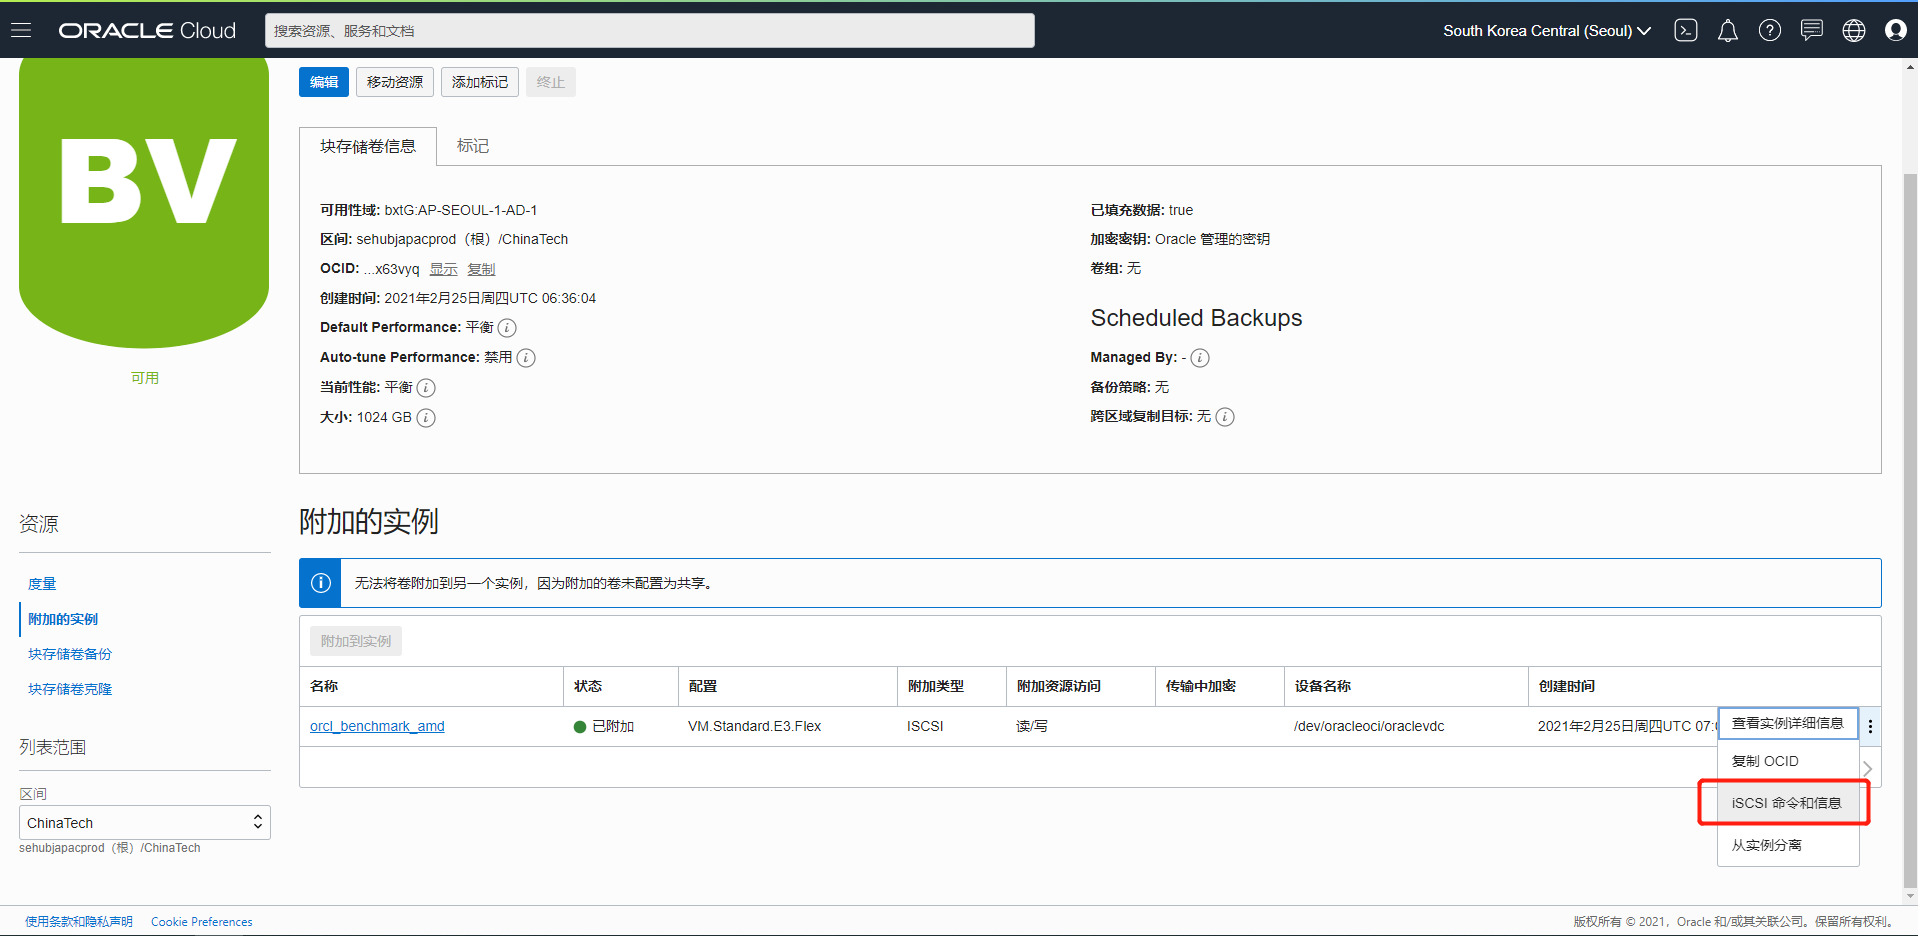 ORACLE Cloud
搜索资源、服务和文档
South Korea Central (Seoul)
BV
可用
编辑
移动资源
添加标记
终止
块存储卷信息
标记
可用性域: bxtG:AP-SEOUL-1-AD-1
区间: sehubjapacprod（根）/ChinaTech
OCID: ...x63vyq 显示 复制
创建时间: 2021年2月25日周四UTC 06:36:04
Default Performance: 平衡
Auto-tune Performance: 禁用
当前性能: 平衡
大小: 1024 GB
已填充数据: true
加密密钥: Oracle 管理的密钥
卷组: 无
Scheduled Backups
Managed By: -
备份策略: 无
跨区域复制目标: 无
资源
度量
附加的实例
块存储卷备份
块存储卷克隆
列表范围
区间
ChinaTech
sehubjapacprod（根）/ChinaTech
附加的实例
无法将卷附加到另一个实例，因为附加的卷未配置为共享。
附加到实例
名称 状态 配置 附加类型 附加资源访问 传输中加密 设备名称 创建时间
orcl_benchmark_amd 已附加 VM.Standard.E3.Flex ISCSI 读/写 /dev/oracleoci/oraclevdc 2021年2月25日周四UTC 07:
查看实例详细信息
复制 OCID
iSCSI 命令和信息
从实例分离
使用条款和隐私声明 Cookie Preferences
版权所有 © 2021，Oracle 和/或其关联公司。保留所有权利。